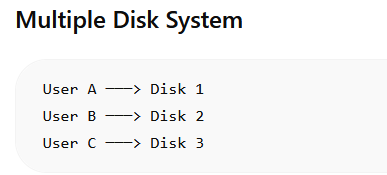 Multiple Disk System
User A ───> Disk 1
User B ───> Disk 2
User C ───> Disk 3